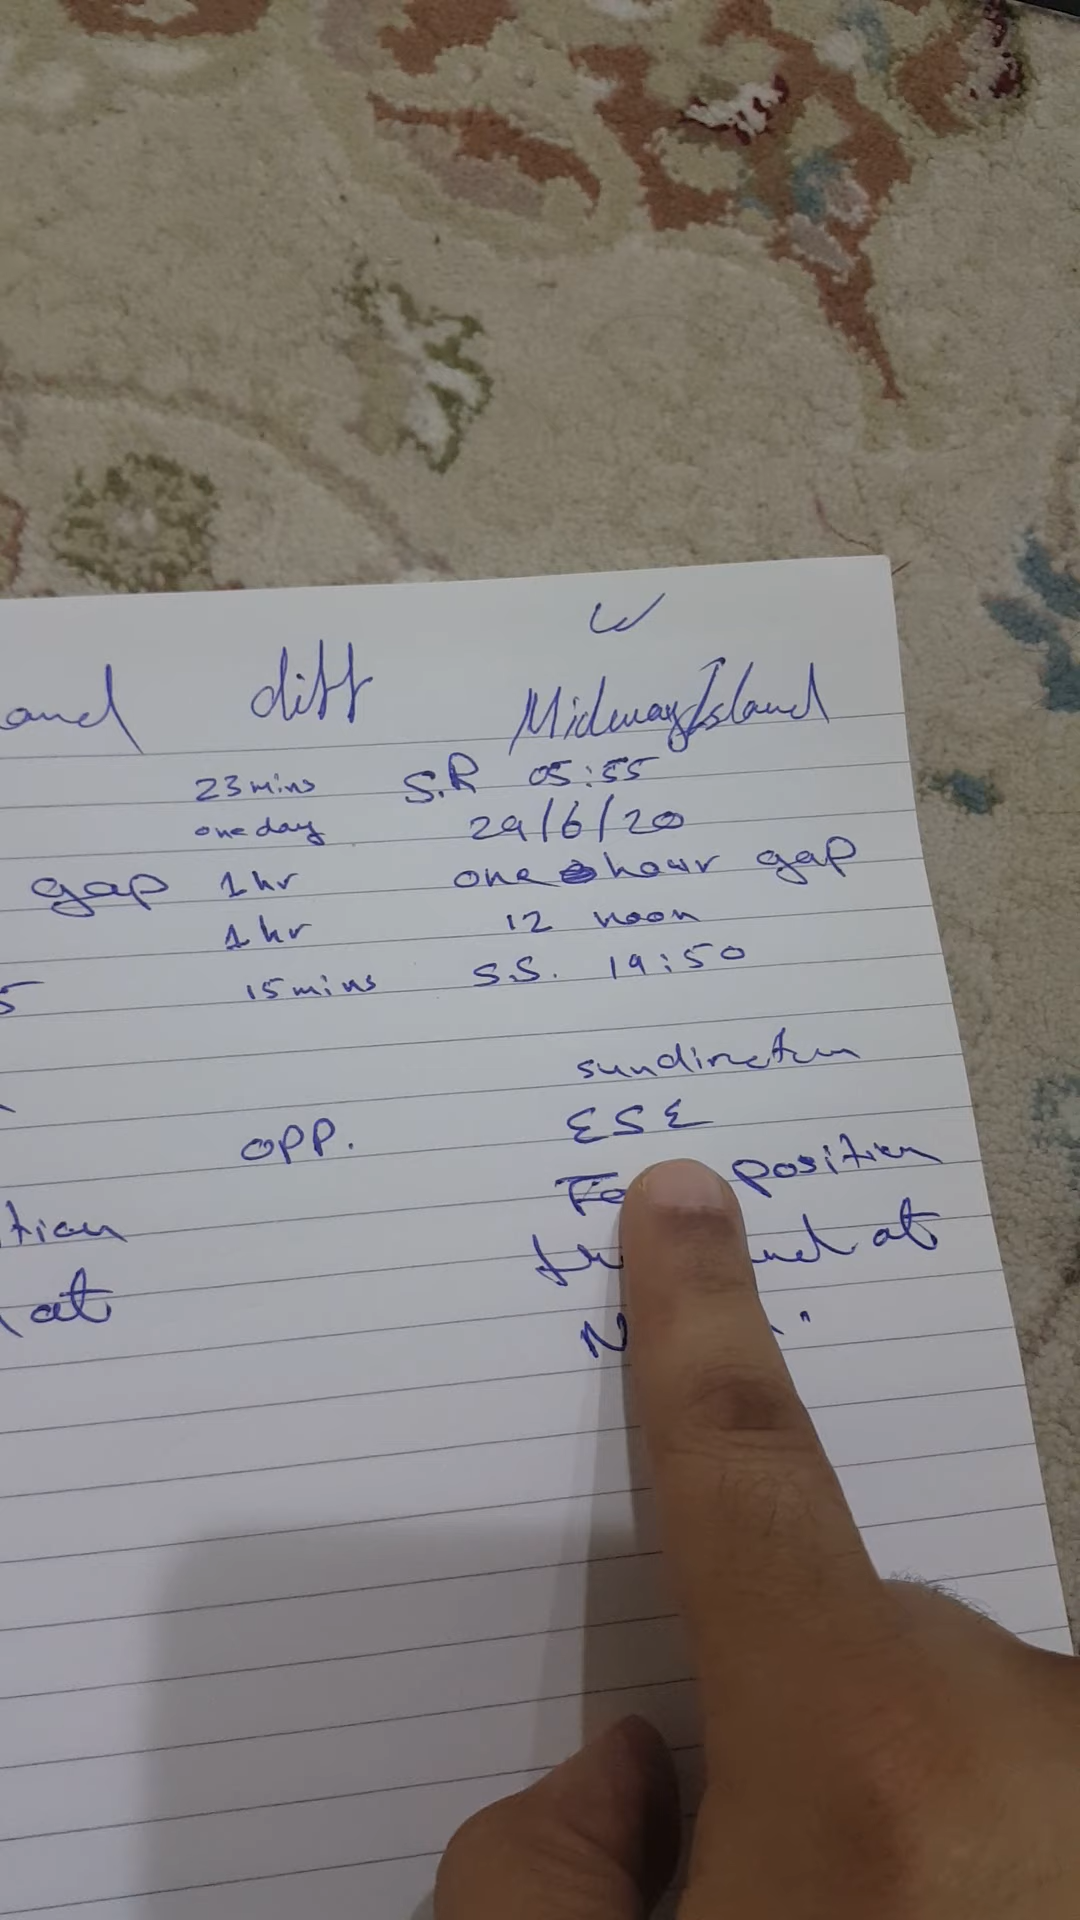 W
and diff Midway Island
23 mins S.R 05:55
one day 29/6/20
gap 1 hr one hour gap
1 hr 12 noon
5 15 mins S.S. 19:50
sundirection
opp. ESE
position
tion at
at